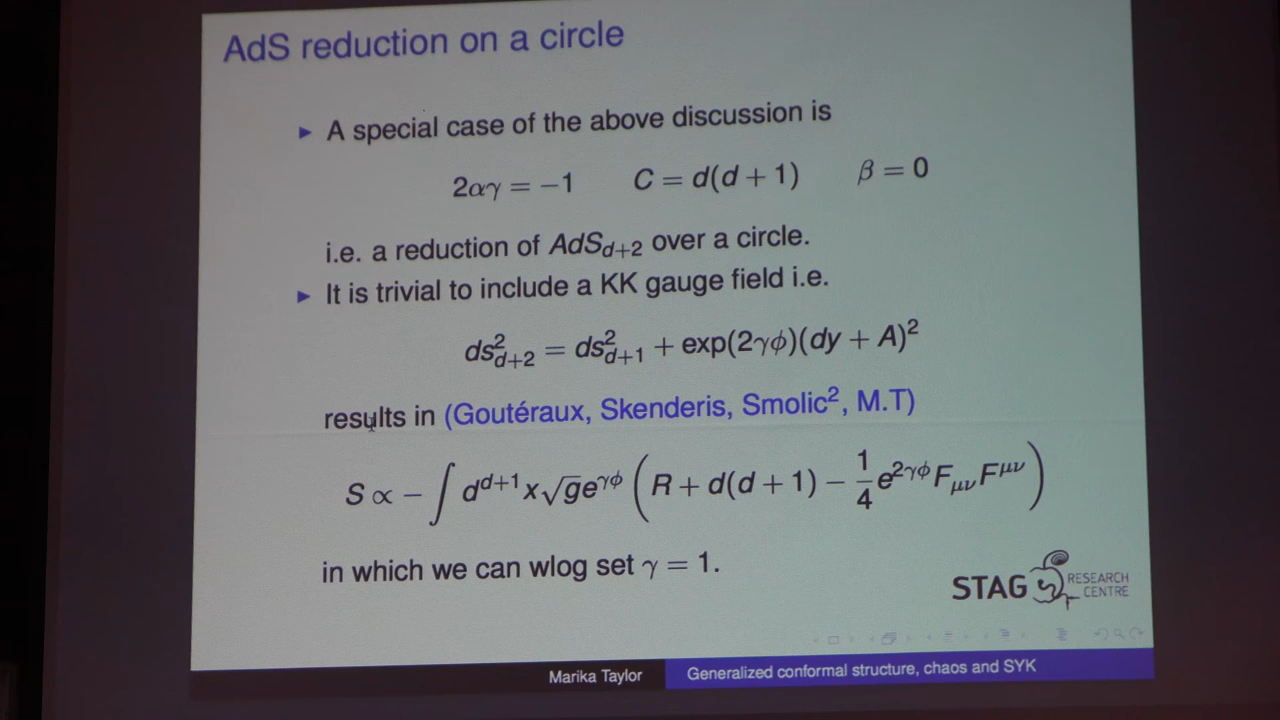 AdS reduction on a circle
▶ A special case of the above discussion is
2αγ = −1 C = d(d + 1) β = 0
i.e. a reduction of AdS_{d+2} over a circle.
▶ It is trivial to include a KK gauge field i.e.
ds²_{d+2} = ds²_{d+1} + exp(2γϕ)(dy + A)²
results in (Goutéraux, Skenderis, Smolic², M.T)
S ∝ − ∫ d^{d+1}x√g e^{γϕ} ( R + d(d + 1) − 1/4 e^{2γϕ} F_{μν}F^{μν} )
in which we can wlog set γ = 1.
STAG RESEARCH CENTRE
Marika Taylor Generalized conformal structure, chaos and SYK